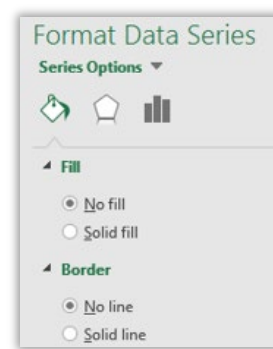 Format Data Series
Series Options
Fill
No fill
Solid fill
Border
No line
Solid line